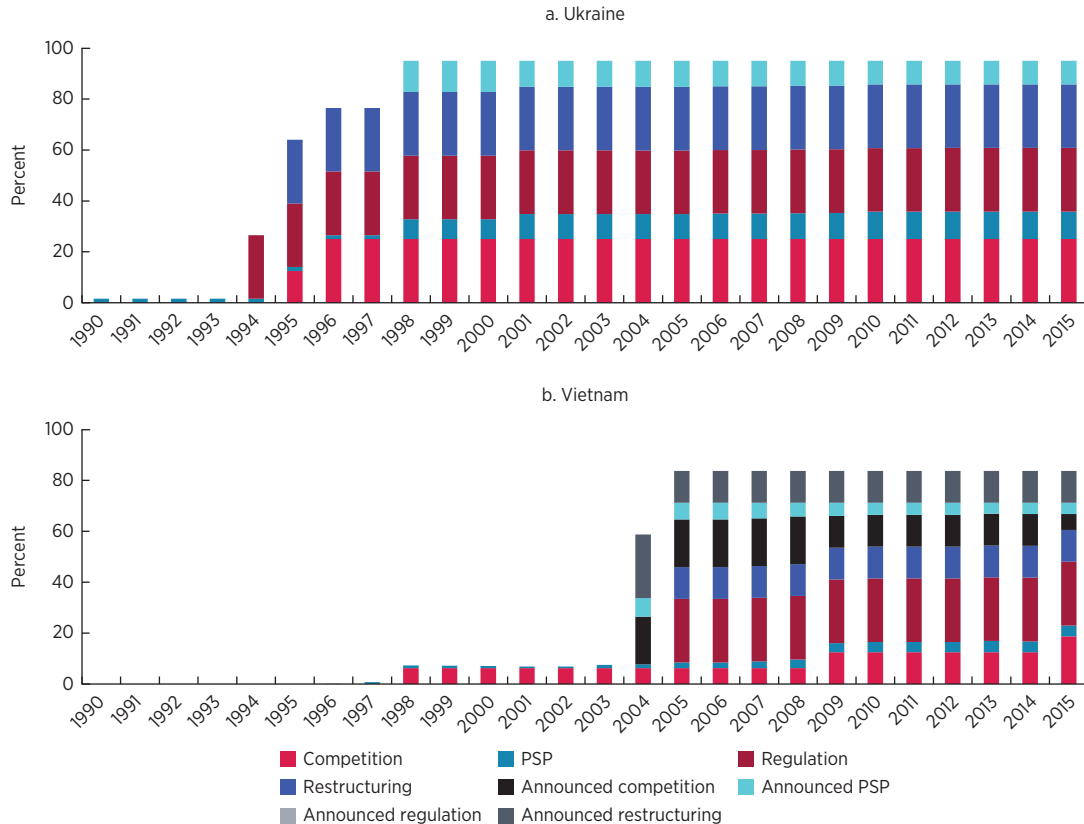 a. Ukraine
100
80
60
40
20
0
Percent
1990 1991 1992 1993 1994 1995 1996 1997 1998 1999 2000 2001 2002 2003 2004 2005 2006 2007 2008 2009 2010 2011 2012 2013 2014 2015
b. Vietnam
100
80
60
40
20
0
Percent
1990 1991 1992 1993 1994 1995 1996 1997 1998 1999 2000 2001 2002 2003 2004 2005 2006 2007 2008 2009 2010 2011 2012 2013 2014 2015
Competition PSP Regulation
Restructuring Announced competition Announced PSP
Announced regulation Announced restructuring